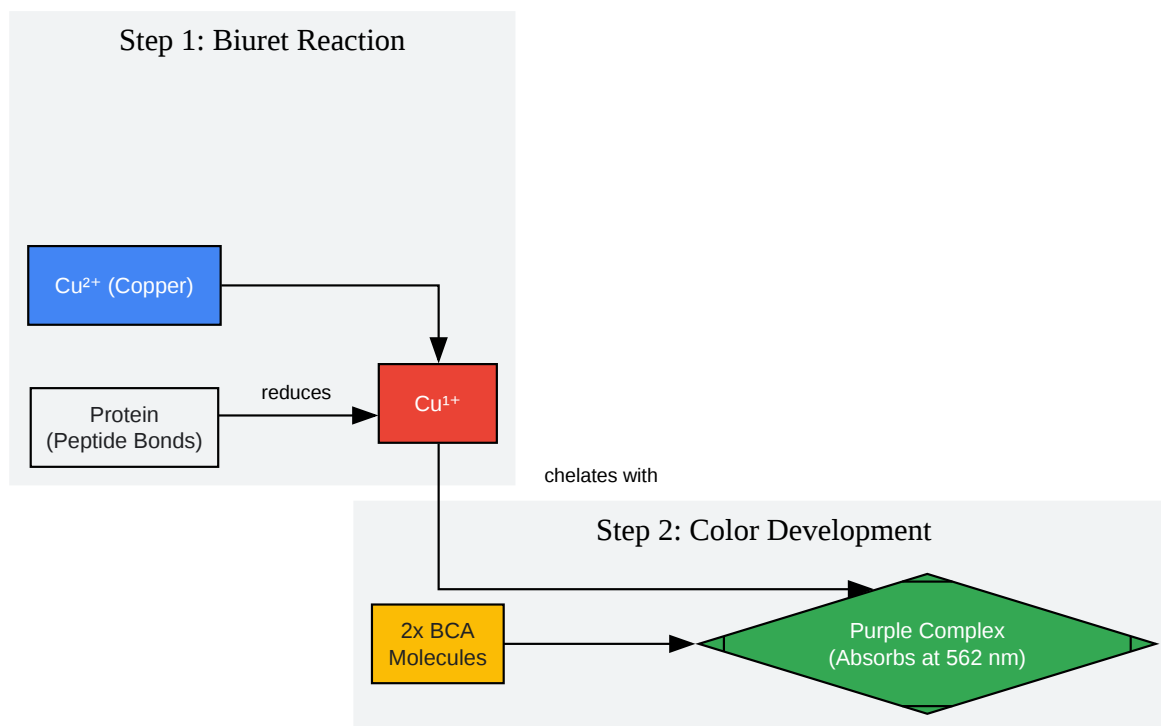 Step 1: Biuret Reaction
Cu²⁺ (Copper)
reduces
Protein
(Peptide Bonds)
Cu¹⁺
chelates with
Step 2: Color Development
2x BCA
Molecules
Purple Complex
(Absorbs at 562 nm)